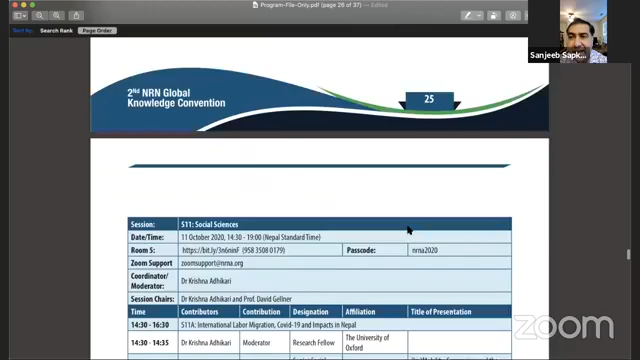 Program-File-Only.pdf (page 26 of 37) — Edited
Sort by: Search Rank Page Order
Sanjeeb Sapk...
2Nd NRN Global
Knowledge Convention
25
Session: S11: Social Sciences
Date/Time: 11 October 2020, 14:30 - 19:00 (Nepal Standard Time)
Room 5: https://bit.ly/3n6ninF (958 3508 0179) Passcode: nrna2020
Zoom Support zoomsupport@nrna.org
Coordinator/
Moderator: Dr Krishna Adhikari
Session Chairs: Dr Krishna Adhikari and Prof. David Gellner
Time Contributors Contribution Designation Affiliation Title of Presentation
14:30 - 16:30 S11A: International Labor Migration, Covid-19 and Impacts in Nepal
14:30 - 14:35 Dr Krishna Adhikari Moderator Research Fellow The University of
Oxford
zoom